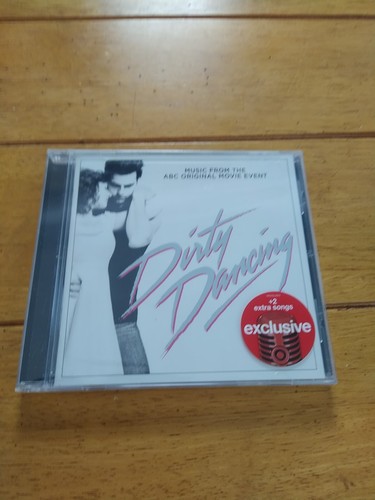 MUSIC FROM THE
ABC ORIGINAL MOVIE EVENT
Dirty
Dancing
+2
extra songs
exclusive